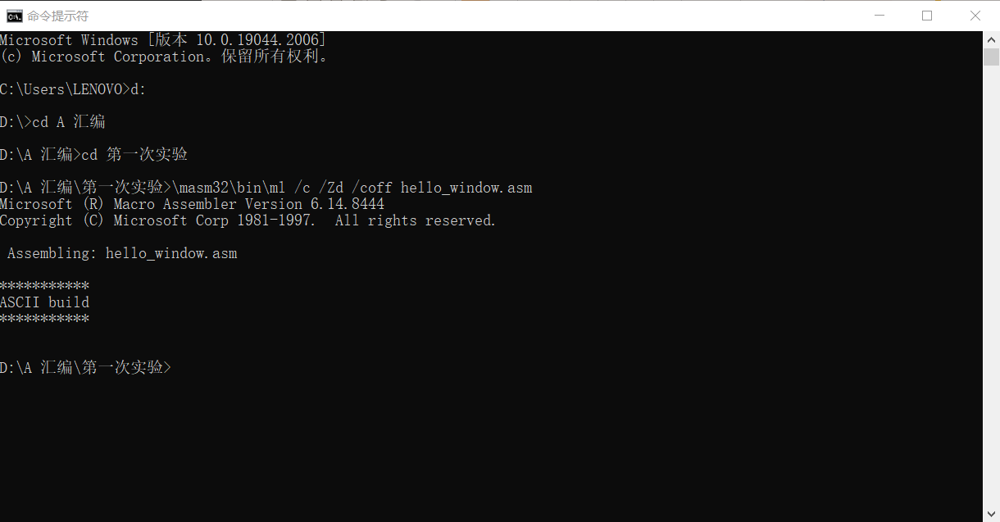 命令提示符
Microsoft Windows [版本 10.0.19044.2006]
(c) Microsoft Corporation。保留所有权利。
C:\Users\LENOVO>d:
D:\>cd A 汇编
D:\A 汇编>cd 第一次实验
D:\A 汇编\第一次实验>\masm32\bin\ml /c /Zd /coff hello_window.asm
Microsoft (R) Macro Assembler Version 6.14.8444
Copyright (C) Microsoft Corp 1981-1997.  All rights reserved.
 Assembling: hello_window.asm
***********
ASCII build
***********
D:\A 汇编\第一次实验>